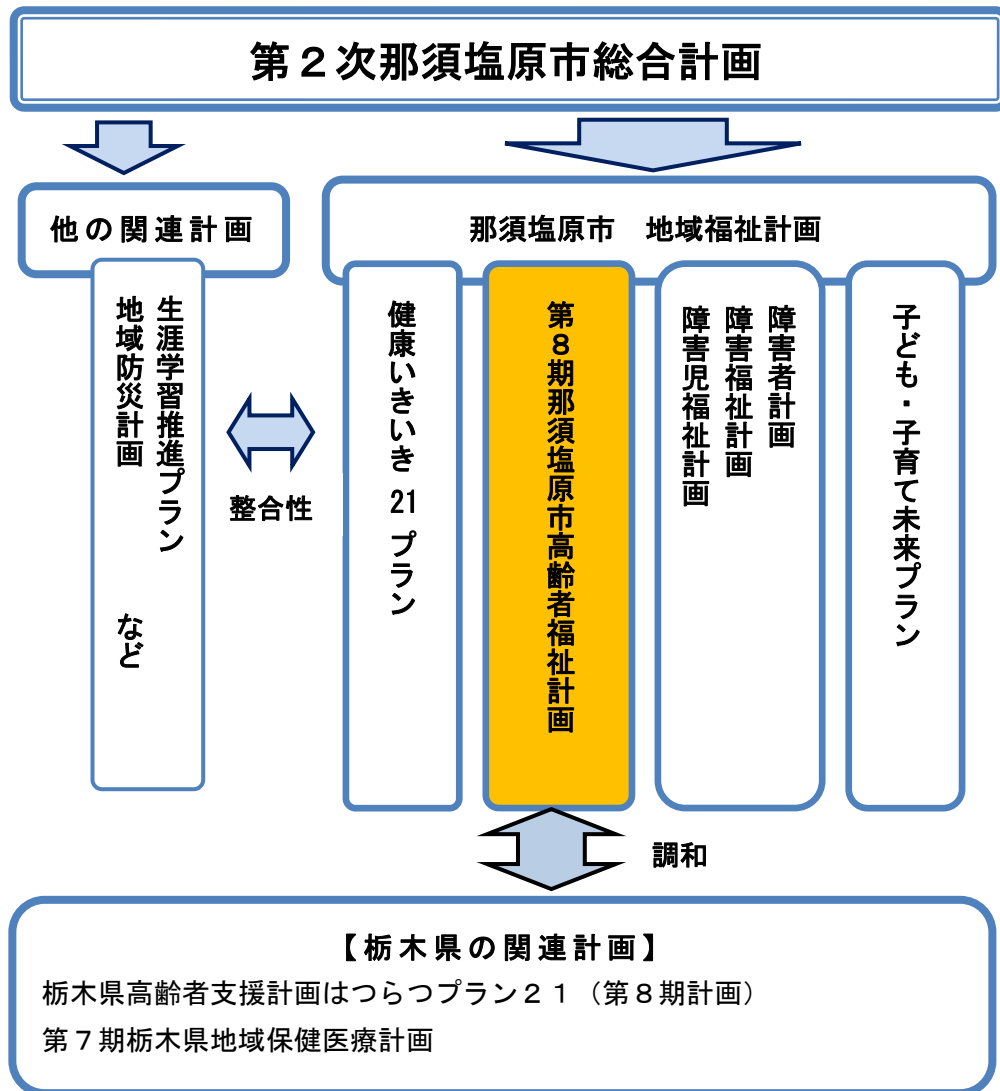 第２次那須塩原市総合計画
他の関連計画
那須塩原市　地域福祉計画
生涯学習推進プラン
地域防災計画　　　など
整合性
健康いきいき 21 プラン
第８期那須塩原市高齢者福祉計画
障害者計画
障害福祉計画
障害児福祉計画
子ども・子育て未来プラン
調和
【栃木県の関連計画】
栃木県高齢者支援計画はつらつプラン２１（第８期計画）
第７期栃木県地域保健医療計画